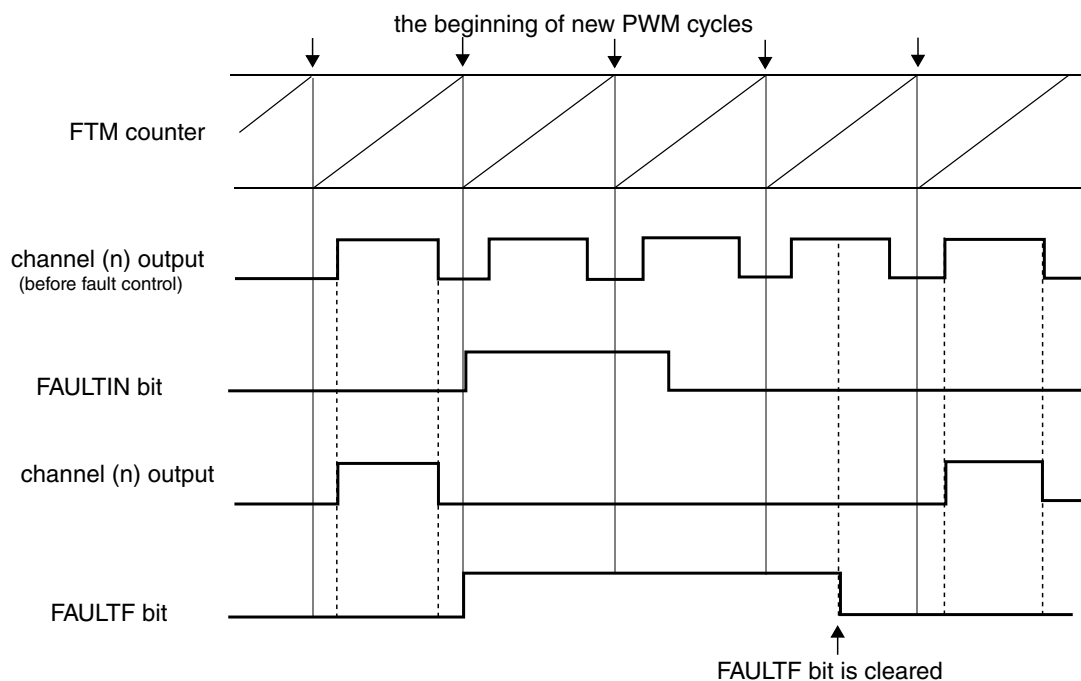 the beginning of new PWM cycles
FTM counter
channel (n) output
(before fault control)
FAULTIN bit
channel (n) output
FAULTF bit
FAULTF bit is cleared